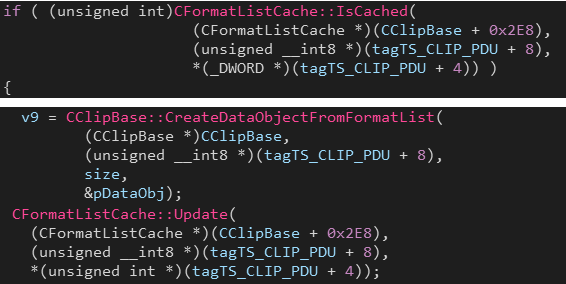 if ( (unsigned int)CFormatListCache::IsCached(
(CFormatListCache *)(CClipBase + 0x2E8),
(unsigned __int8 *)(tagTS_CLIP_PDU + 8),
*(_DWORD *)(tagTS_CLIP_PDU + 4)) )
{
v9 = CClipBase::CreateDataObjectFromFormatList(
(CClipBase *)CClipBase,
(unsigned __int8 *)(tagTS_CLIP_PDU + 8),
size,
&pDataObj);
CFormatListCache::Update(
(CFormatListCache *)(CClipBase + 0x2E8),
(unsigned __int8 *)(tagTS_CLIP_PDU + 8),
*(unsigned int *)(tagTS_CLIP_PDU + 4));